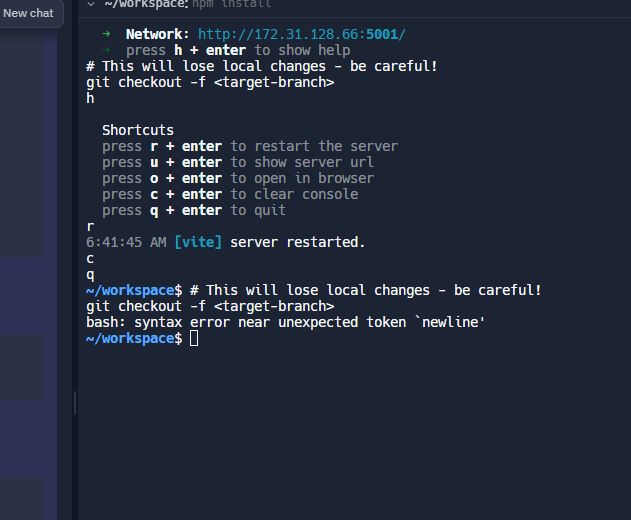 New chat
~/workspace: npm install
➜ Network: http://172.31.128.66:5001/
➜ press h + enter to show help
# This will lose local changes - be careful!
git checkout -f <target-branch>
h
Shortcuts
press r + enter to restart the server
press u + enter to show server url
press o + enter to open in browser
press c + enter to clear console
press q + enter to quit
r
6:41:45 AM [vite] server restarted.
c
q
~/workspace$ # This will lose local changes - be careful!
git checkout -f <target-branch>
bash: syntax error near unexpected token `newline'
~/workspace$